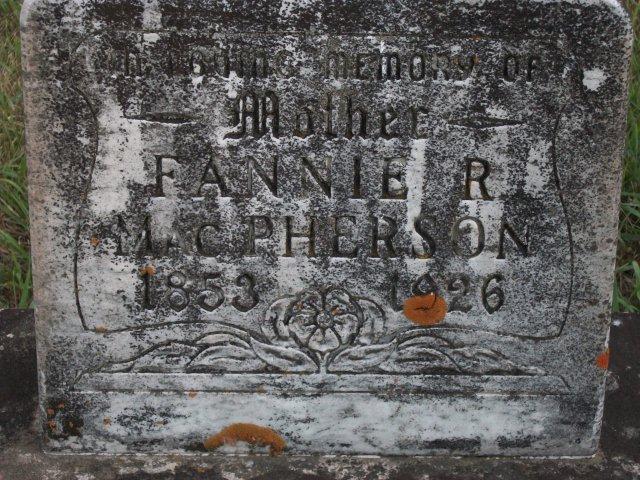 IN LOVING MEMORY OF
Mother
FANNIE R
MacPHERSON
1853 1926